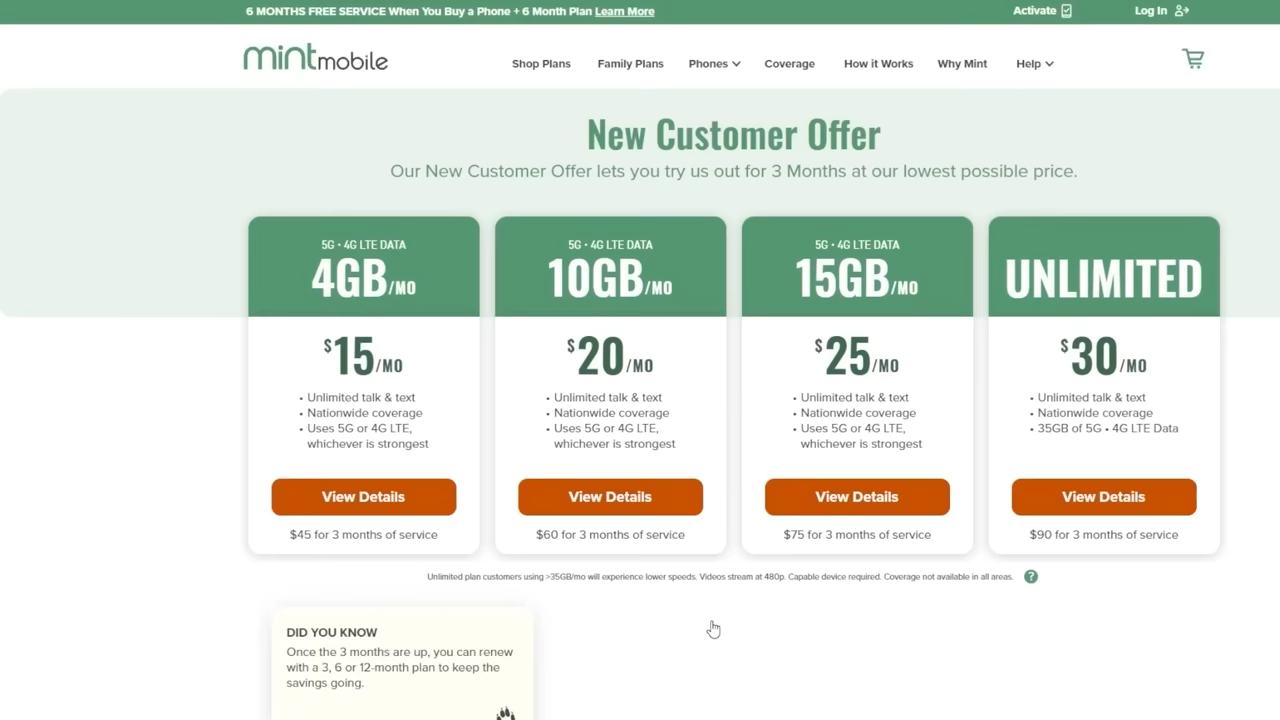 6 MONTHS FREE SERVICE When You Buy a Phone + 6 Month Plan Learn More
Activate
Log In
mintmobile
Shop Plans
Family Plans
Phones
Coverage
How it Works
Why Mint
Help
New Customer Offer
Our New Customer Offer lets you try us out for 3 Months at our lowest possible price.
5G • 4G LTE DATA
4GB/MO
$15/MO
• Unlimited talk & text
• Nationwide coverage
• Uses 5G or 4G LTE,
whichever is strongest
View Details
$45 for 3 months of service
5G • 4G LTE DATA
10GB/MO
$20/MO
• Unlimited talk & text
• Nationwide coverage
• Uses 5G or 4G LTE,
whichever is strongest
View Details
$60 for 3 months of service
5G • 4G LTE DATA
15GB/MO
$25/MO
• Unlimited talk & text
• Nationwide coverage
• Uses 5G or 4G LTE,
whichever is strongest
View Details
$75 for 3 months of service
UNLIMITED
$30/MO
• Unlimited talk & text
• Nationwide coverage
• 35GB of 5G • 4G LTE Data
View Details
$90 for 3 months of service
Unlimited plan customers using >35GB/mo will experience lower speeds. Videos stream at 480p. Capable device required. Coverage not available in all areas. ?
DID YOU KNOW
Once the 3 months are up, you can renew
with a 3, 6 or 12-month plan to keep the
savings going.